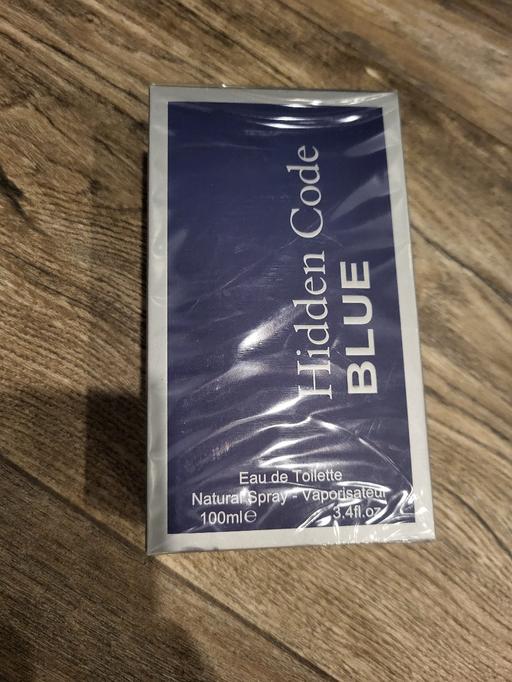 Hidden Code
BLUE
Eau de Toilette
Natural Spray - Vaporisateur
100ml℮ 3.4fl.oz